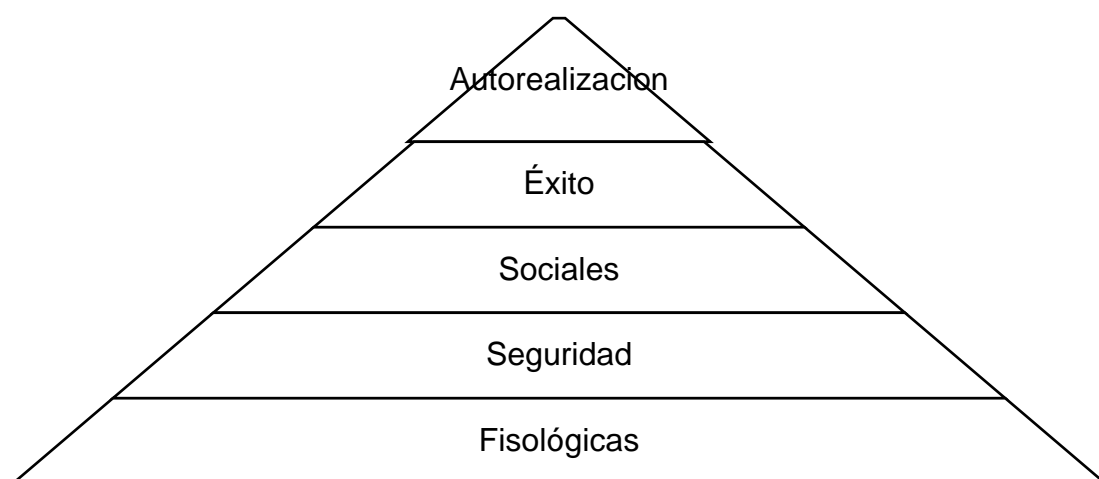 Autorealizacion
Éxito
Sociales
Seguridad
Fisológicas